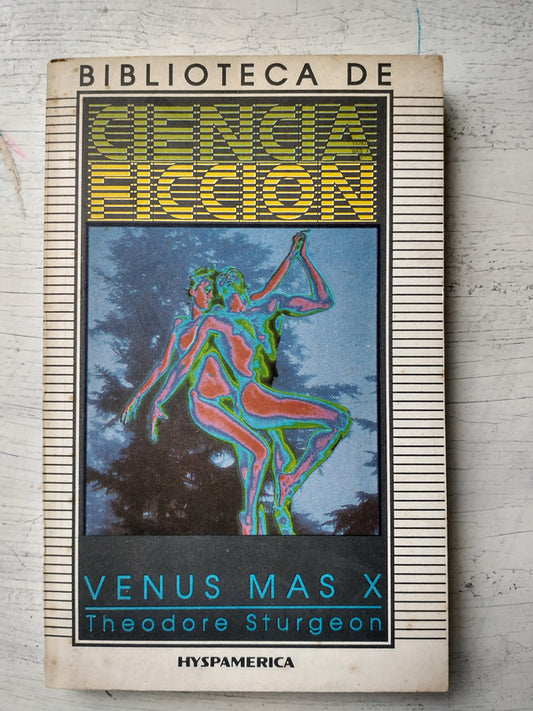 BIBLIOTECA DE
CIENCIA
FICCION
VENUS MAS X
Theodore Sturgeon
HYSPAMERICA